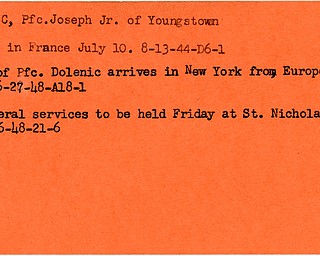 C, Pfc.Joseph Jr. of Youngstown
in France July 10. 8-13-44-D6-1
of Pfc. Dolenic arrives in New York from Europe
6-27-48-A18-1
eral services to be held Friday at St. Nichola
6-48-21-6